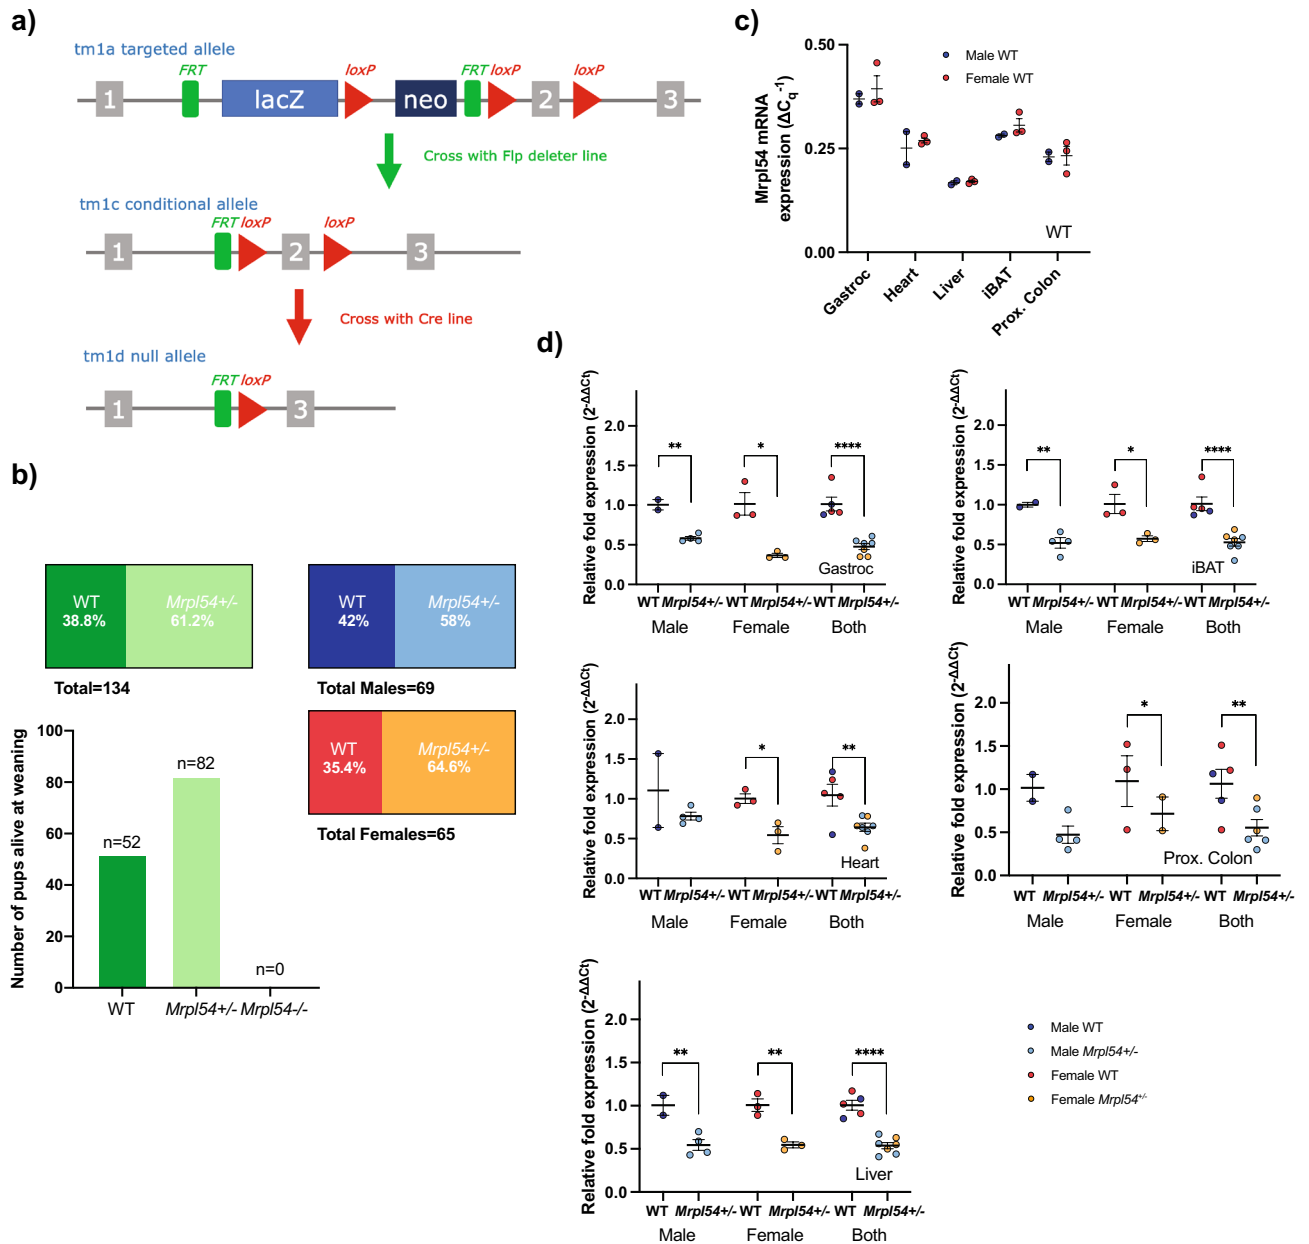 a)
tm1a targeted allele
FRT loxP FRT loxP loxP
1 lacZ neo 2 3
Cross with Flp deleter line
tm1c conditional allele
FRT loxP loxP
1 2 3
Cross with Cre line
tm1d null allele
FRT loxP
1 3
b)
WT Mrpl54+/-
38.8% 61.2%
Total=134
WT Mrpl54+/-
42% 58%
Total Males=69
WT Mrpl54+/-
35.4% 64.6%
Total Females=65
Number of pups alive at weaning
100
80
60
40
20
0
n=52
n=82
n=0
WT Mrpl54+/- Mrpl54-/-
c)
Mrpl54 mRNA
expression (ΔCq-1)
0.50
0.25
0.00
Male WT
Female WT
WT
Gastroc Heart Liver iBAT Prox. Colon
d)
Relative fold expression (2-ΔΔCt)
2.0
1.5
1.0
0.5
0.0
** * ****
Gastroc
WT Mrpl54+/- WT Mrpl54+/- WT Mrpl54+/-
Male Female Both
Relative fold expression (2-ΔΔCt)
2.0
1.5
1.0
0.5
0.0
** * ****
iBAT
WT Mrpl54+/- WT Mrpl54+/- WT Mrpl54+/-
Male Female Both
Relative fold expression (2-ΔΔCt)
2.0
1.5
1.0
0.5
0.0
* **
Heart
WT Mrpl54+/- WT Mrpl54+/- WT Mrpl54+/-
Male Female Both
Relative fold expression (2-ΔΔCt)
2.0
1.5
1.0
0.5
0.0
* **
Prox. Colon
WT Mrpl54+/- WT Mrpl54+/- WT Mrpl54+/-
Male Female Both
Relative fold expression (2-ΔΔCt)
2.0
1.5
1.0
0.5
0.0
** ** ****
Liver
WT Mrpl54+/- WT Mrpl54+/- WT Mrpl54+/-
Male Female Both
Male WT
Male Mrpl54+/-
Female WT
Female Mrpl54+/-